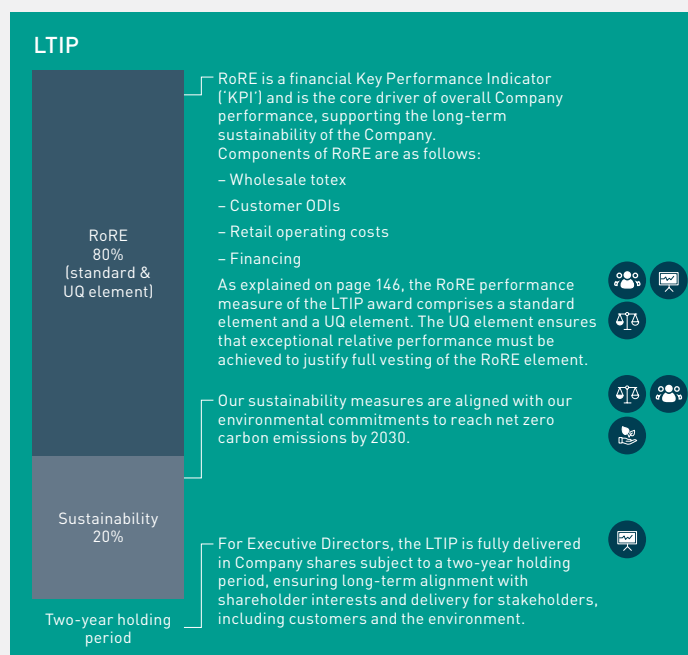 LTIP
RoRE
80%
(standard &
UQ element)
Sustainability
20%
Two-year holding
period
RoRE is a financial Key Performance Indicator
(‘KPI’) and is the core driver of overall Company
performance, supporting the long-term
sustainability of the Company.
Components of RoRE are as follows:
– Wholesale totex
– Customer ODIs
– Retail operating costs
– Financing
As explained on page 146, the RoRE performance
measure of the LTIP award comprises a standard
element and a UQ element. The UQ element ensures
that exceptional relative performance must be
achieved to justify full vesting of the RoRE element.
Our sustainability measures are aligned with our
environmental commitments to reach net zero
carbon emissions by 2030.
For Executive Directors, the LTIP is fully delivered
in Company shares subject to a two-year holding
period, ensuring long-term alignment with
shareholder interests and delivery for stakeholders,
including customers and the environment.